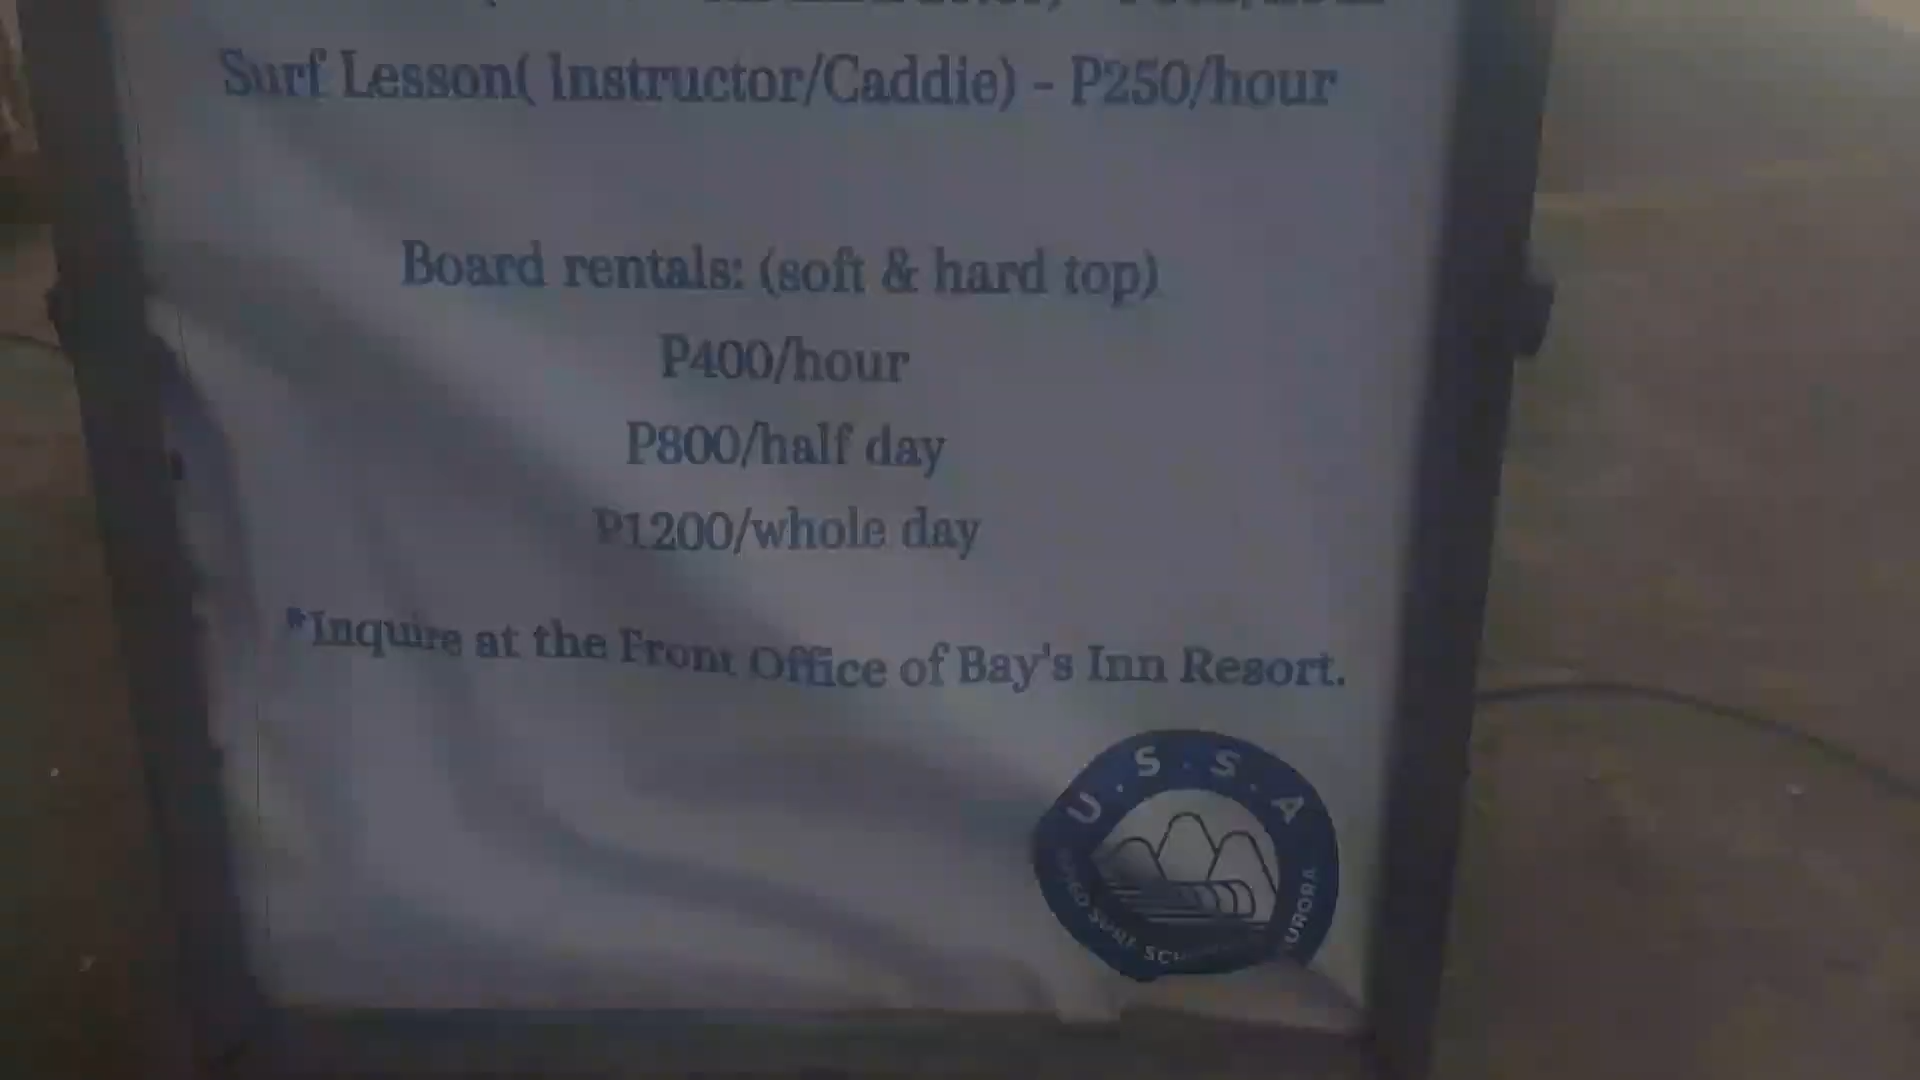 Surf Lesson( Instructor/Caddie) - P250/hour
Board rentals: (soft & hard top)
P400/hour
P800/half day
P1200/whole day
*Inquire at the Front Office of Bay's Inn Resort.
U.S.S.A
SURF